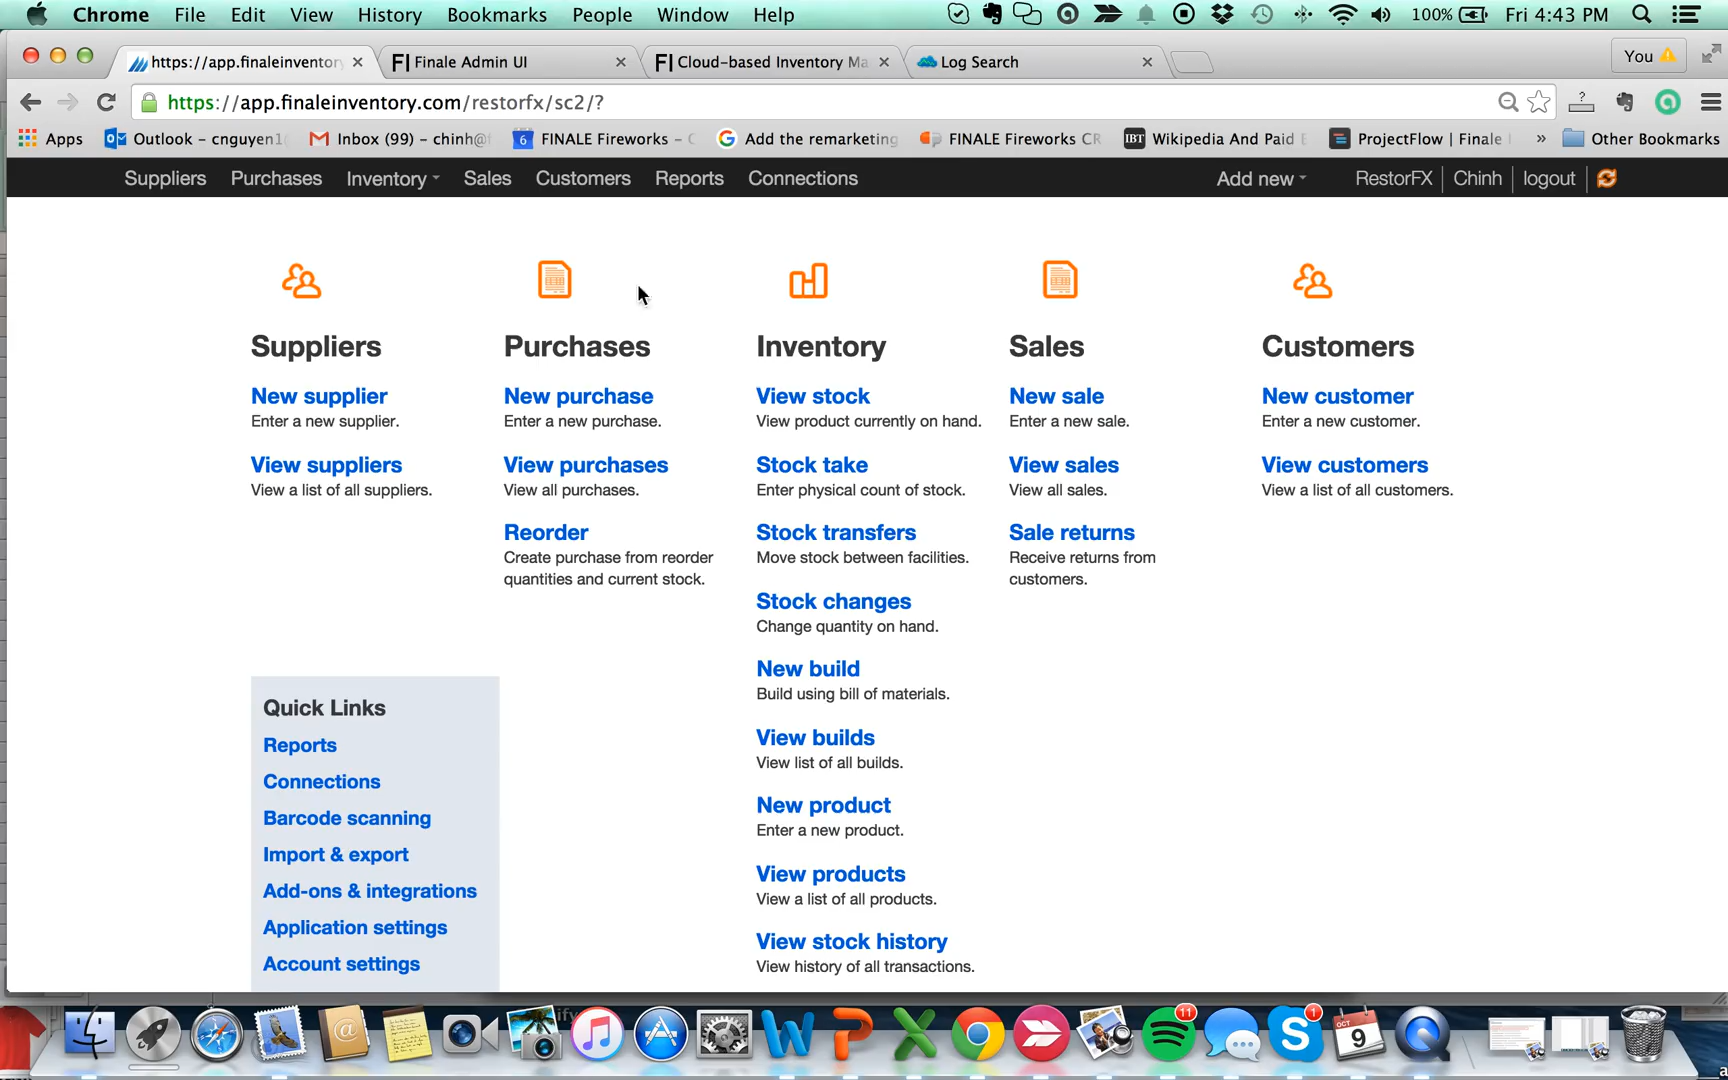 Chrome File Edit View History Bookmarks People Window Help 100% Fri 4:43 PM
https://app.finaleinventory Finale Admin UI Cloud-based Inventory Ma Log Search You
https://app.finaleinventory.com/restorfx/sc2/?
Apps Outlook – cnguyen1 Inbox (99) – chinh@f 6 FINALE Fireworks – C Add the remarketing FINALE Fireworks CR IBT Wikipedia And Paid E ProjectFlow | Finale » Other Bookmarks
Suppliers Purchases Inventory Sales Customers Reports Connections Add new RestorFX Chinh logout
Suppliers
New supplier
Enter a new supplier.
View suppliers
View a list of all suppliers.
Purchases
New purchase
Enter a new purchase.
View purchases
View all purchases.
Reorder
Create purchase from reorder
quantities and current stock.
Inventory
View stock
View product currently on hand.
Stock take
Enter physical count of stock.
Stock transfers
Move stock between facilities.
Stock changes
Change quantity on hand.
New build
Build using bill of materials.
View builds
View list of all builds.
New product
Enter a new product.
View products
View a list of all products.
View stock history
View history of all transactions.
Sales
New sale
Enter a new sale.
View sales
View all sales.
Sale returns
Receive returns from
customers.
Customers
New customer
Enter a new customer.
View customers
View a list of all customers.
Quick Links
Reports
Connections
Barcode scanning
Import & export
Add-ons & integrations
Application settings
Account settings
11 1 OCT
9